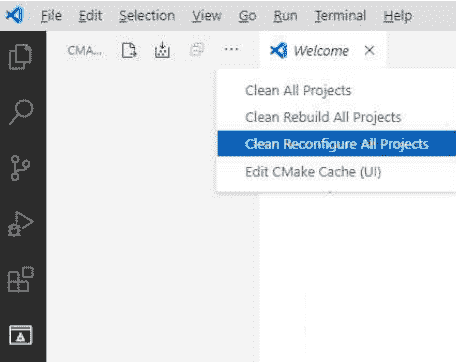 File Edit Selection View Go Run Terminal Help
CMA... Welcome
Clean All Projects
Clean Rebuild All Projects
Clean Reconfigure All Projects
Edit CMake Cache (UI)